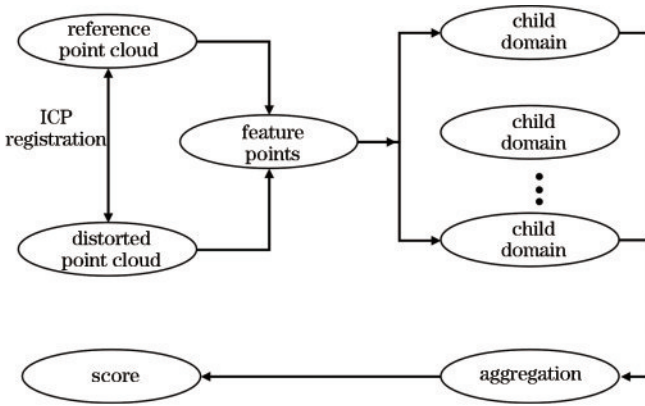 reference
point cloud
ICP
registration
distorted
point cloud
feature
points
child
domain
child
domain
child
domain
aggregation
score